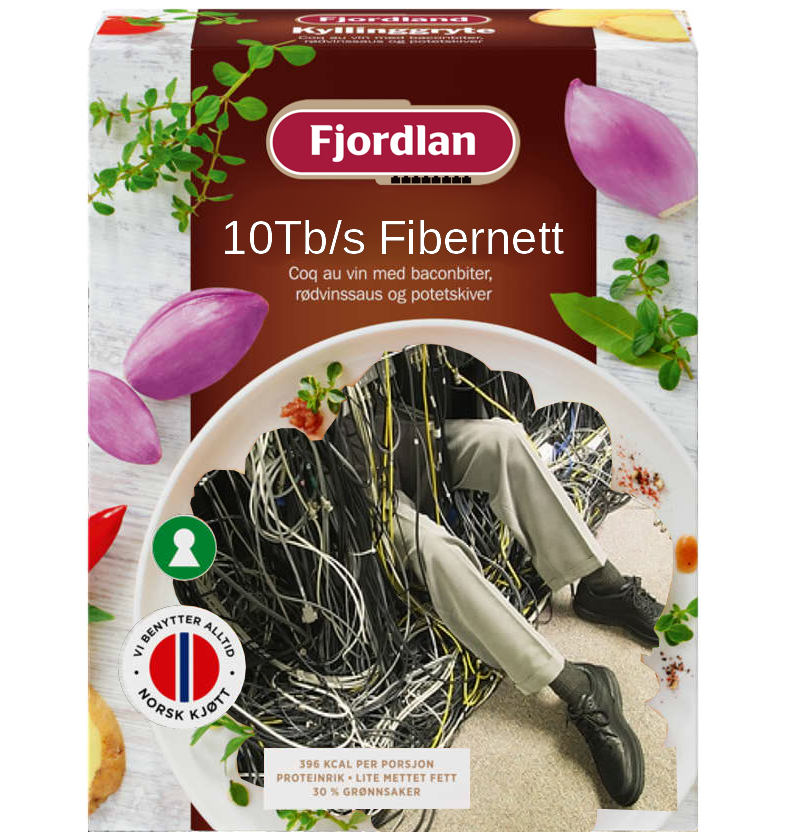 Fjordland
Kyllinggryte
Coq au vin med baconbiter,
rødvinssaus og potetskiver
Fjordlan
10Tb/s Fibernett
Coq au vin med baconbiter,
rødvinssaus og potetskiver
VI BENYTTER ALLTID
NORSK KJØTT
396 KCAL PER PORSJON
PROTEINRIK • LITE METTET FETT
30 % GRØNNSAKER